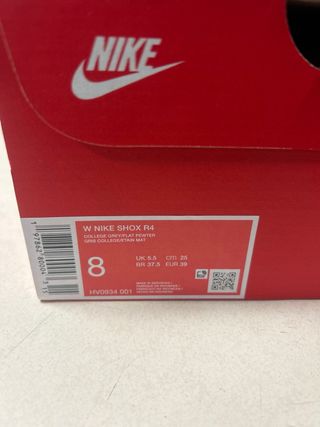 NIKE
W NIKE SHOX R4
COLLEGE GREY/FLAT PEWTER
GRIS COLLEGE/ETAIN MAT
8
UK 5.5 CM 25
BR 37.5 EUR 39
HV0934 001